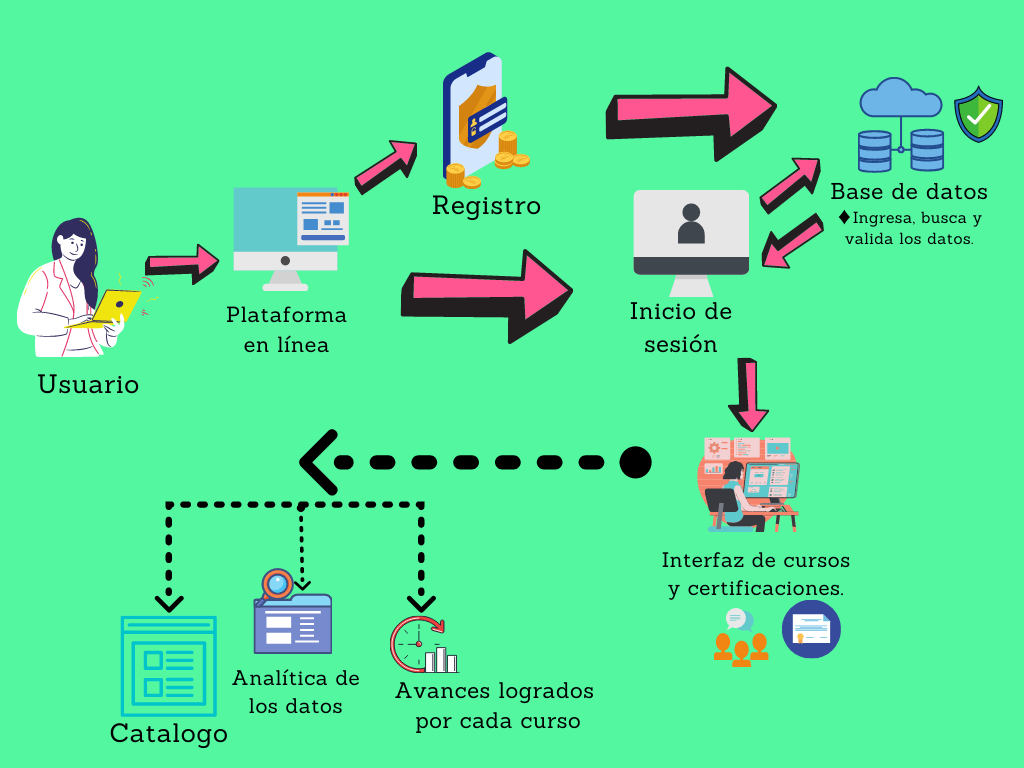 Registro
Base de datos
♦Ingresa, busca y
valida los datos.
Plataforma
en línea
Inicio de
sesión
Usuario
Interfaz de cursos
y certificaciones.
Analítica de
los datos
Avances logrados
por cada curso
Catalogo